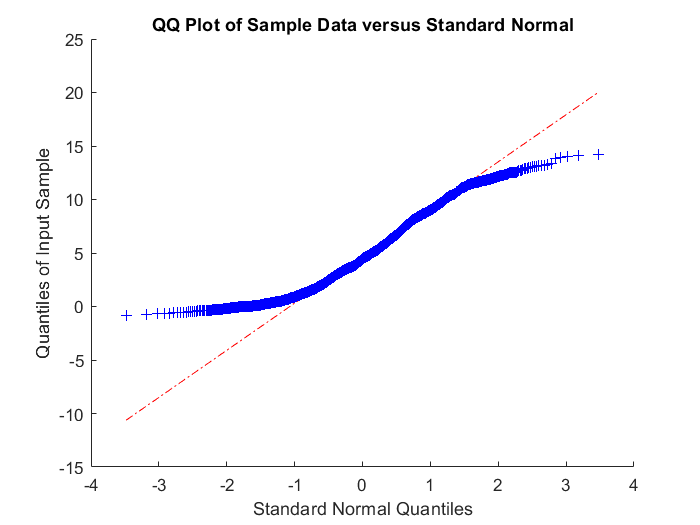 QQ Plot of Sample Data versus Standard Normal
25
20
15
10
5
0
-5
-10
-15
Quantiles of Input Sample
-4 -3 -2 -1 0 1 2 3 4
Standard Normal Quantiles